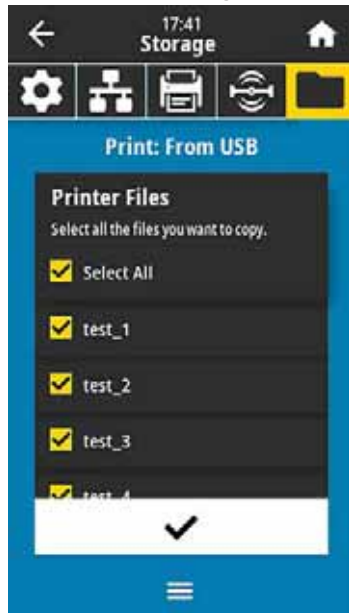 17:41
Storage
Print: From USB
Printer Files
Select all the files you want to copy.
Select All
test_1
test_2
test_3
test_4